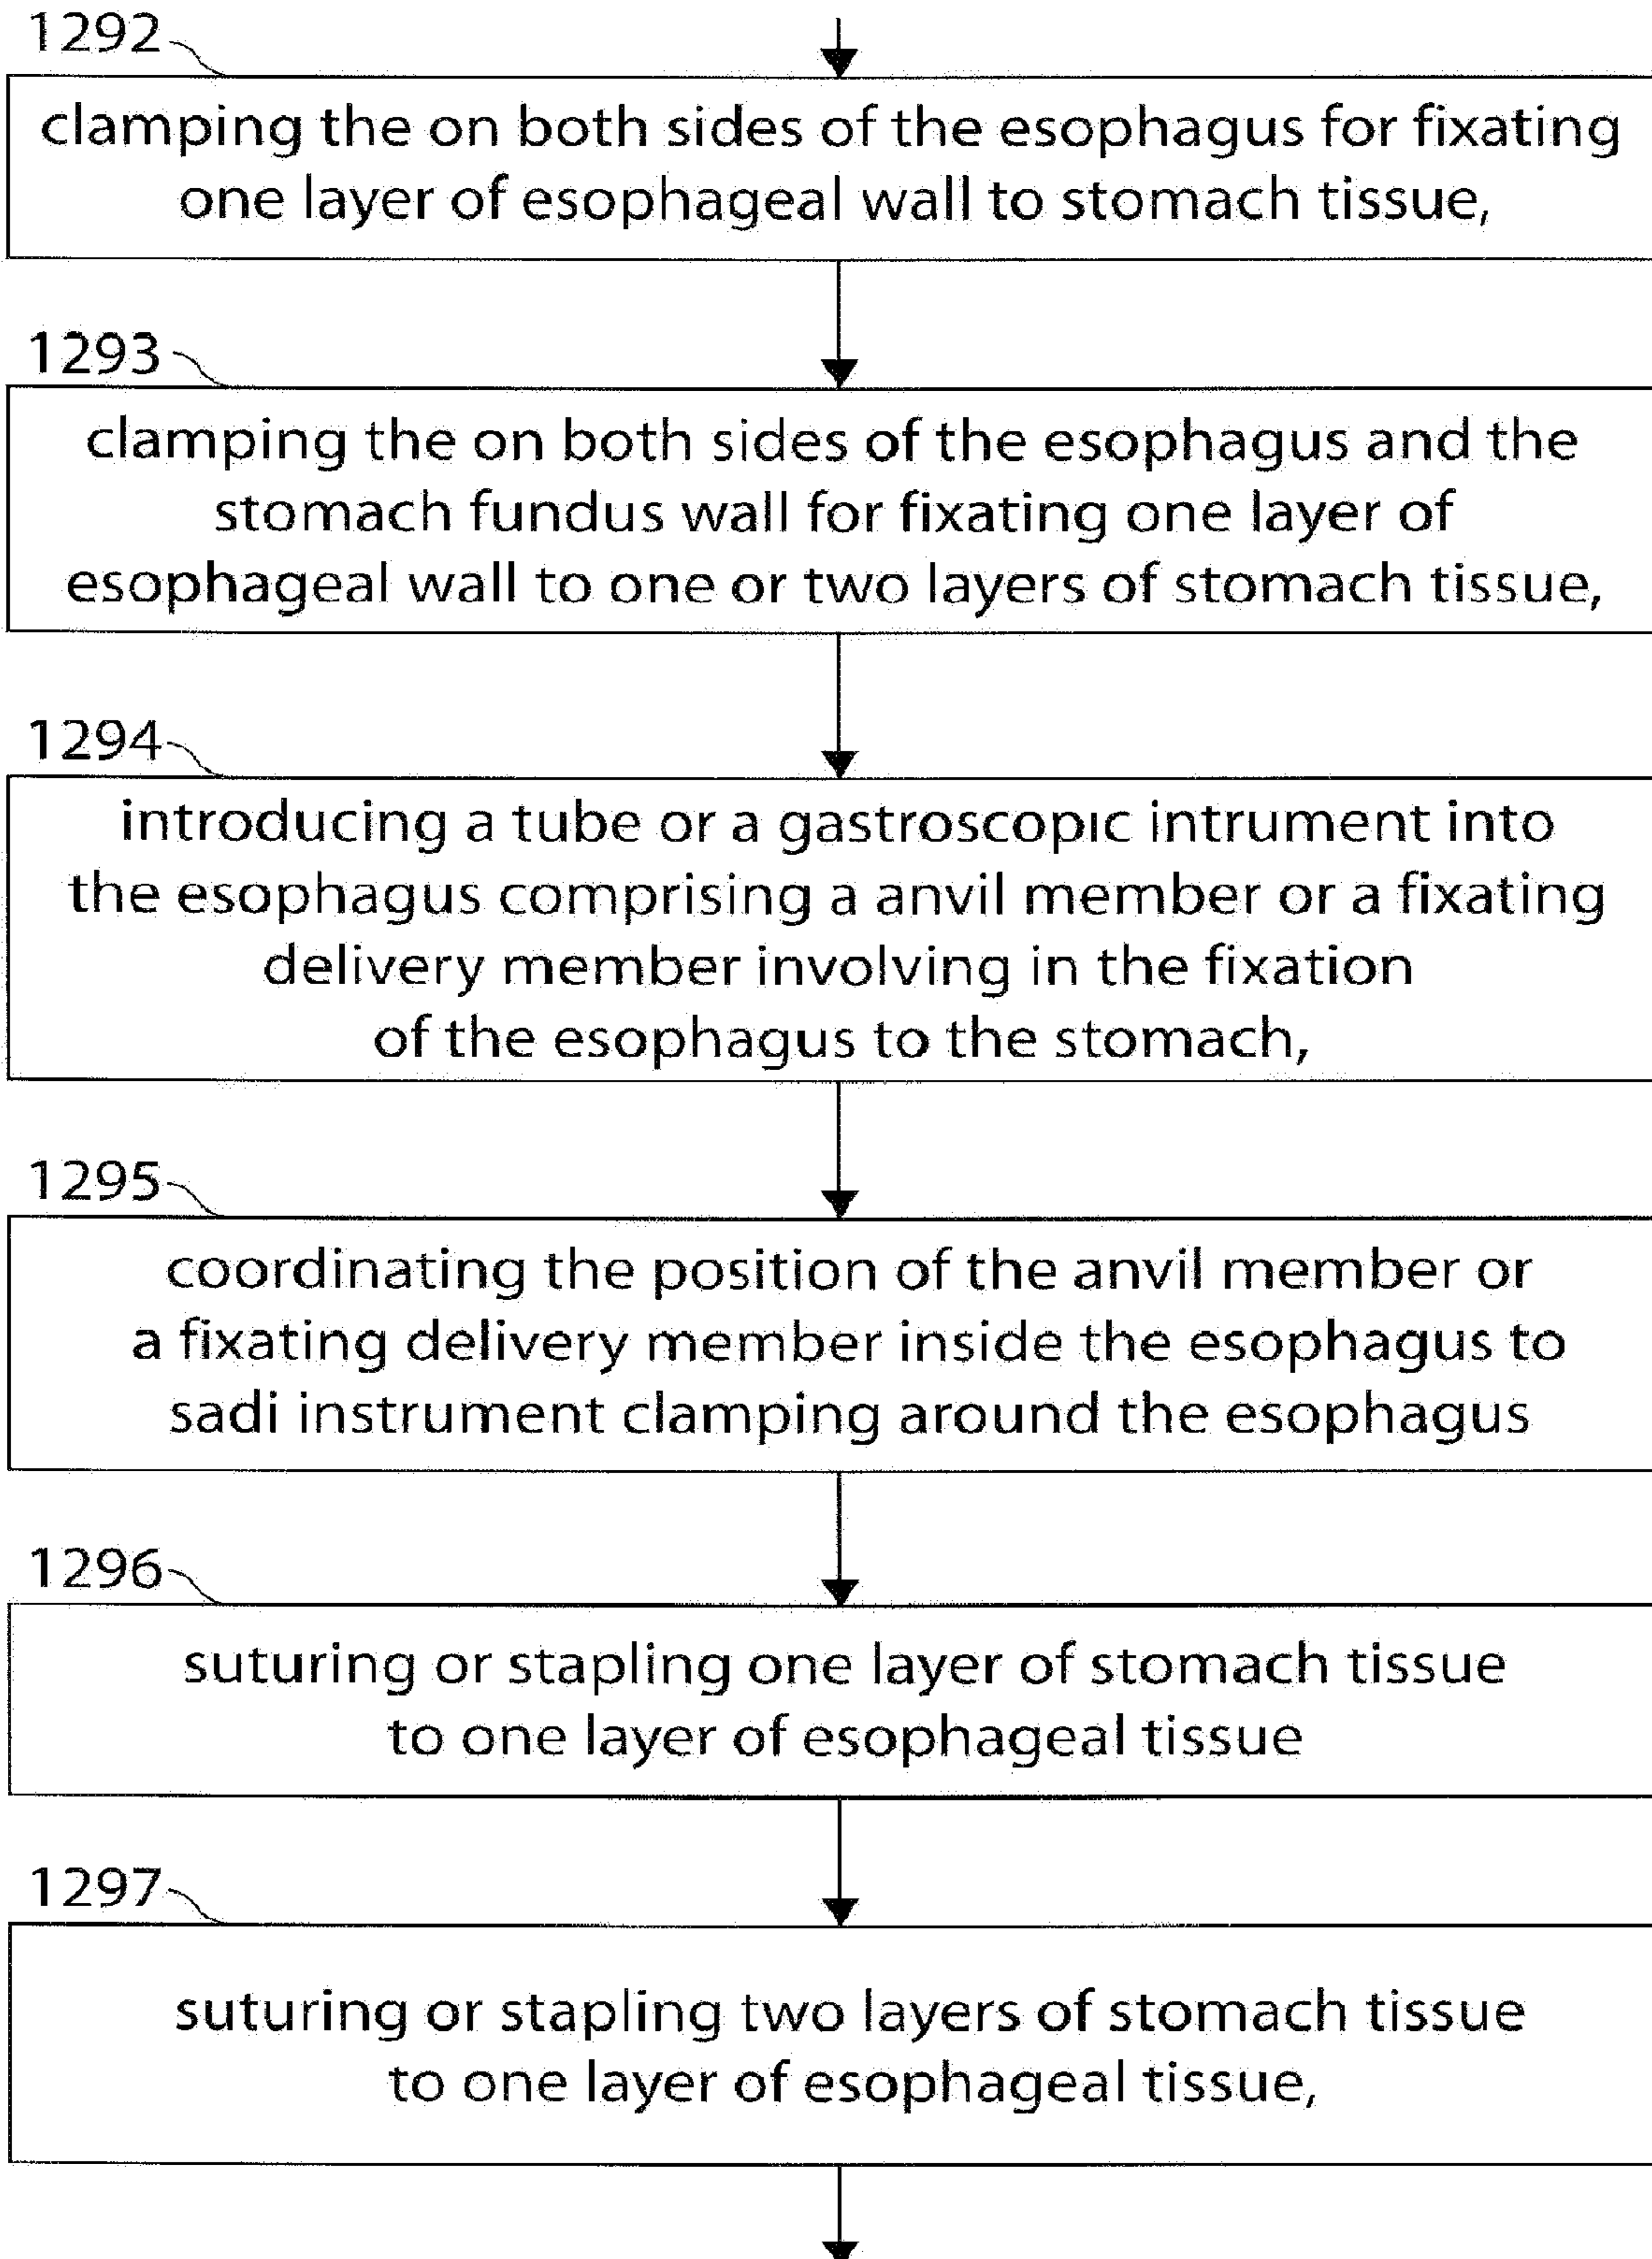 1292
clamping the on both sides of the esophagus for fixating
one layer of esophageal wall to stomach tissue,
1293
clamping the on both sides of the esophagus and the
stomach fundus wall for fixating one layer of
esophageal wall to one or two layers of stomach tissue,
1294
introducing a tube or a gastroscopic intrument into
the esophagus comprising a anvil member or a fixating
delivery member involving in the fixation
of the esophagus to the stomach,
1295
coordinating the position of the anvil member or
a fixating delivery member inside the esophagus to
sadi instrument clamping around the esophagus
1296
suturing or stapling one layer of stomach tissue
to one layer of esophageal tissue
1297
suturing or stapling two layers of stomach tissue
to one layer of esophageal tissue,